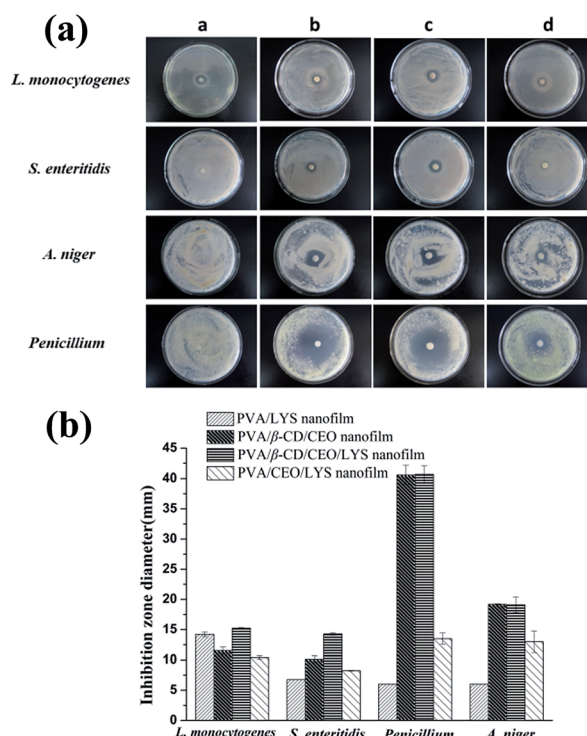 (a)
a b c d
L. monocytogenes
S. enteritidis
A. niger
Penicillium
(b)
PVA/LYS nanofilm
PVA/β-CD/CEO nanofilm
PVA/β-CD/CEO/LYS nanofilm
PVA/CEO/LYS nanofilm
Inhibition zone diameter(mm)
45
40
35
30
25
20
15
10
5
0
L. monocytogenes S. enteritidis Penicillium A. niger